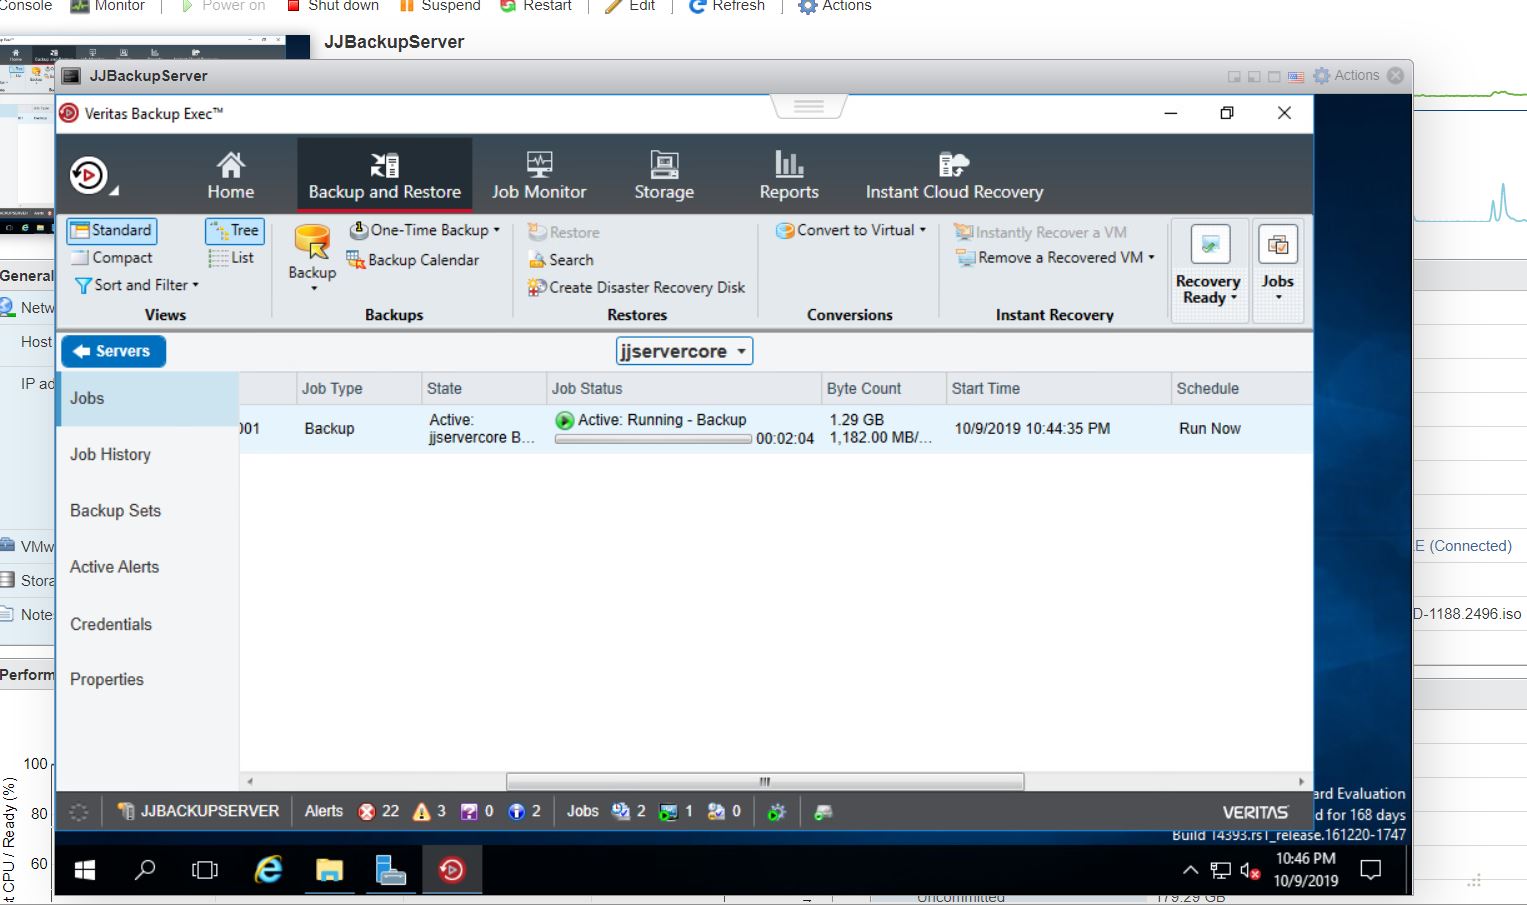 Console Monitor Power on Shut down Suspend Restart Edit Refresh Actions
JJBackupServer
JJBackupServer Actions
Veritas Backup Exec™
Home Backup and Restore Job Monitor Storage Reports Instant Cloud Recovery
Standard Tree Backup One-Time Backup Restore Convert to Virtual Instantly Recover a VM
Compact List Backup Calendar Search Remove a Recovered VM
Sort and Filter Create Disaster Recovery Disk Recovery Ready Jobs
Views Backups Restores Conversions Instant Recovery
General
Netw
Host
IP ad
VMw
Stora
Note
Perform
Servers jjservercore
Jobs
Job History
Backup Sets
Active Alerts
Credentials
Properties
Job Type State Job Status Byte Count Start Time Schedule
001 Backup Active: jjservercore B... Active: Running - Backup 00:02:04 1.29 GB 1,182.00 MB/... 10/9/2019 10:44:35 PM Run Now
E (Connected)
D-1188.2496.iso
100
80
60
t CPU / Ready (%)
JJBACKUPSERVER Alerts 22 3 0 2 Jobs 2 1 0 VERITAS
ard Evaluation
d for 168 days
Build 14393.rs1_release.161220-1747
10:46 PM
10/9/2019
Uncommitted 179.29 GB